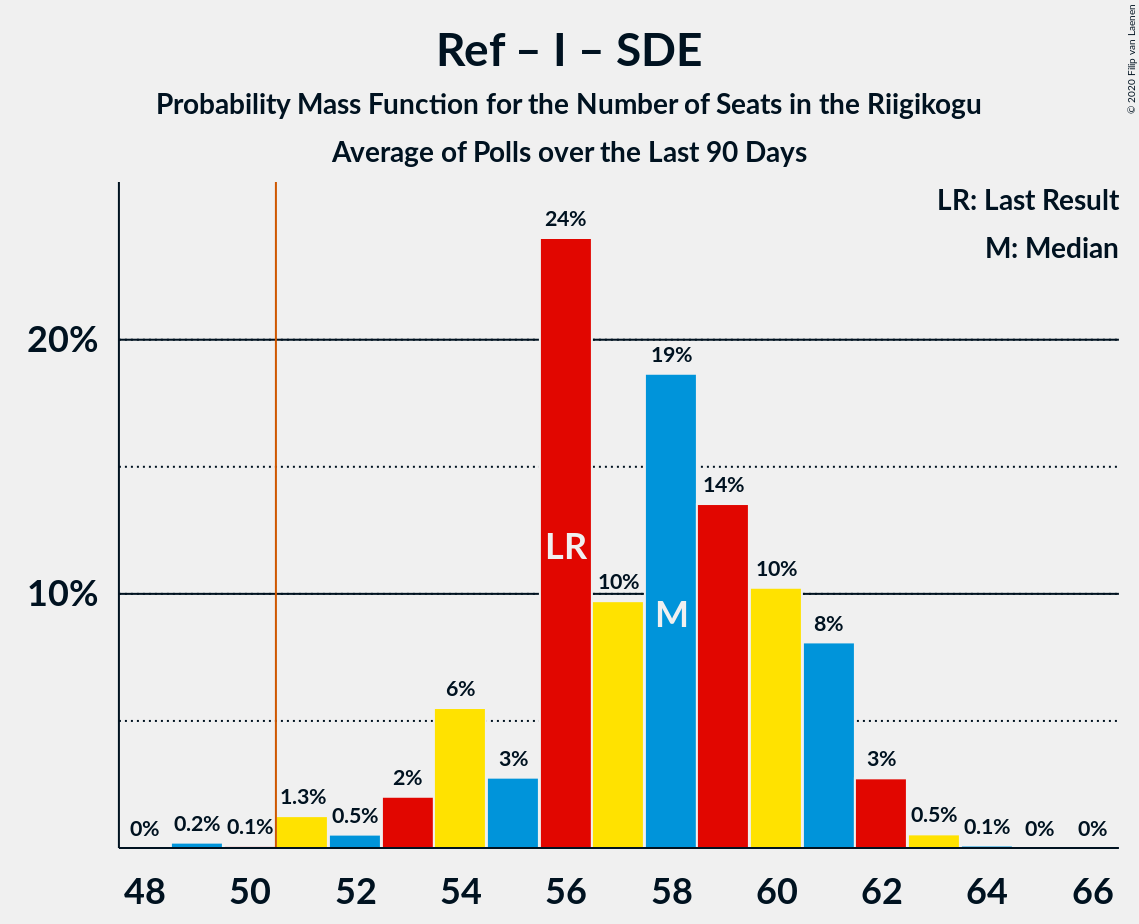 Ref – I – SDE
Probability Mass Function for the Number of Seats in the Riigikogu
Average of Polls over the Last 90 Days
© 2020 Filip van Laenen
LR: Last Result
M: Median
20%
10%
0%
0.2%
0.1%
1.3%
0.5%
2%
6%
3%
24%
10%
19%
14%
10%
8%
3%
0.5%
0.1%
0%
0%
LR
M
48 50 52 54 56 58 60 62 64 66